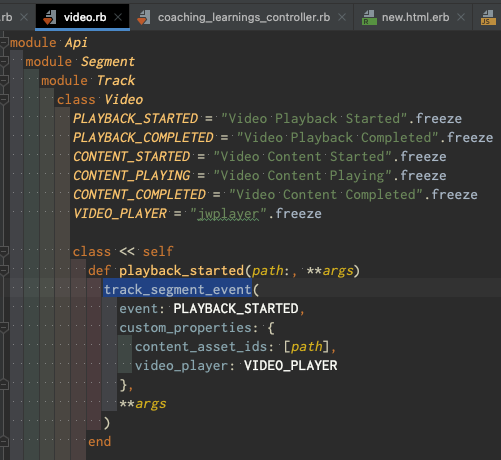 .rb × video.rb × coaching_learnings_controller.rb × new.html.erb × JS
module Api
module Segment
module Track
class Video
PLAYBACK_STARTED = "Video Playback Started".freeze
PLAYBACK_COMPLETED = "Video Playback Completed".freeze
CONTENT_STARTED = "Video Content Started".freeze
CONTENT_PLAYING = "Video Content Playing".freeze
CONTENT_COMPLETED = "Video Content Completed".freeze
VIDEO_PLAYER = "jwplayer".freeze
class << self
def playback_started(path:, **args)
track_segment_event(
event: PLAYBACK_STARTED,
custom_properties: {
content_asset_ids: [path],
video_player: VIDEO_PLAYER
},
**args
)
end